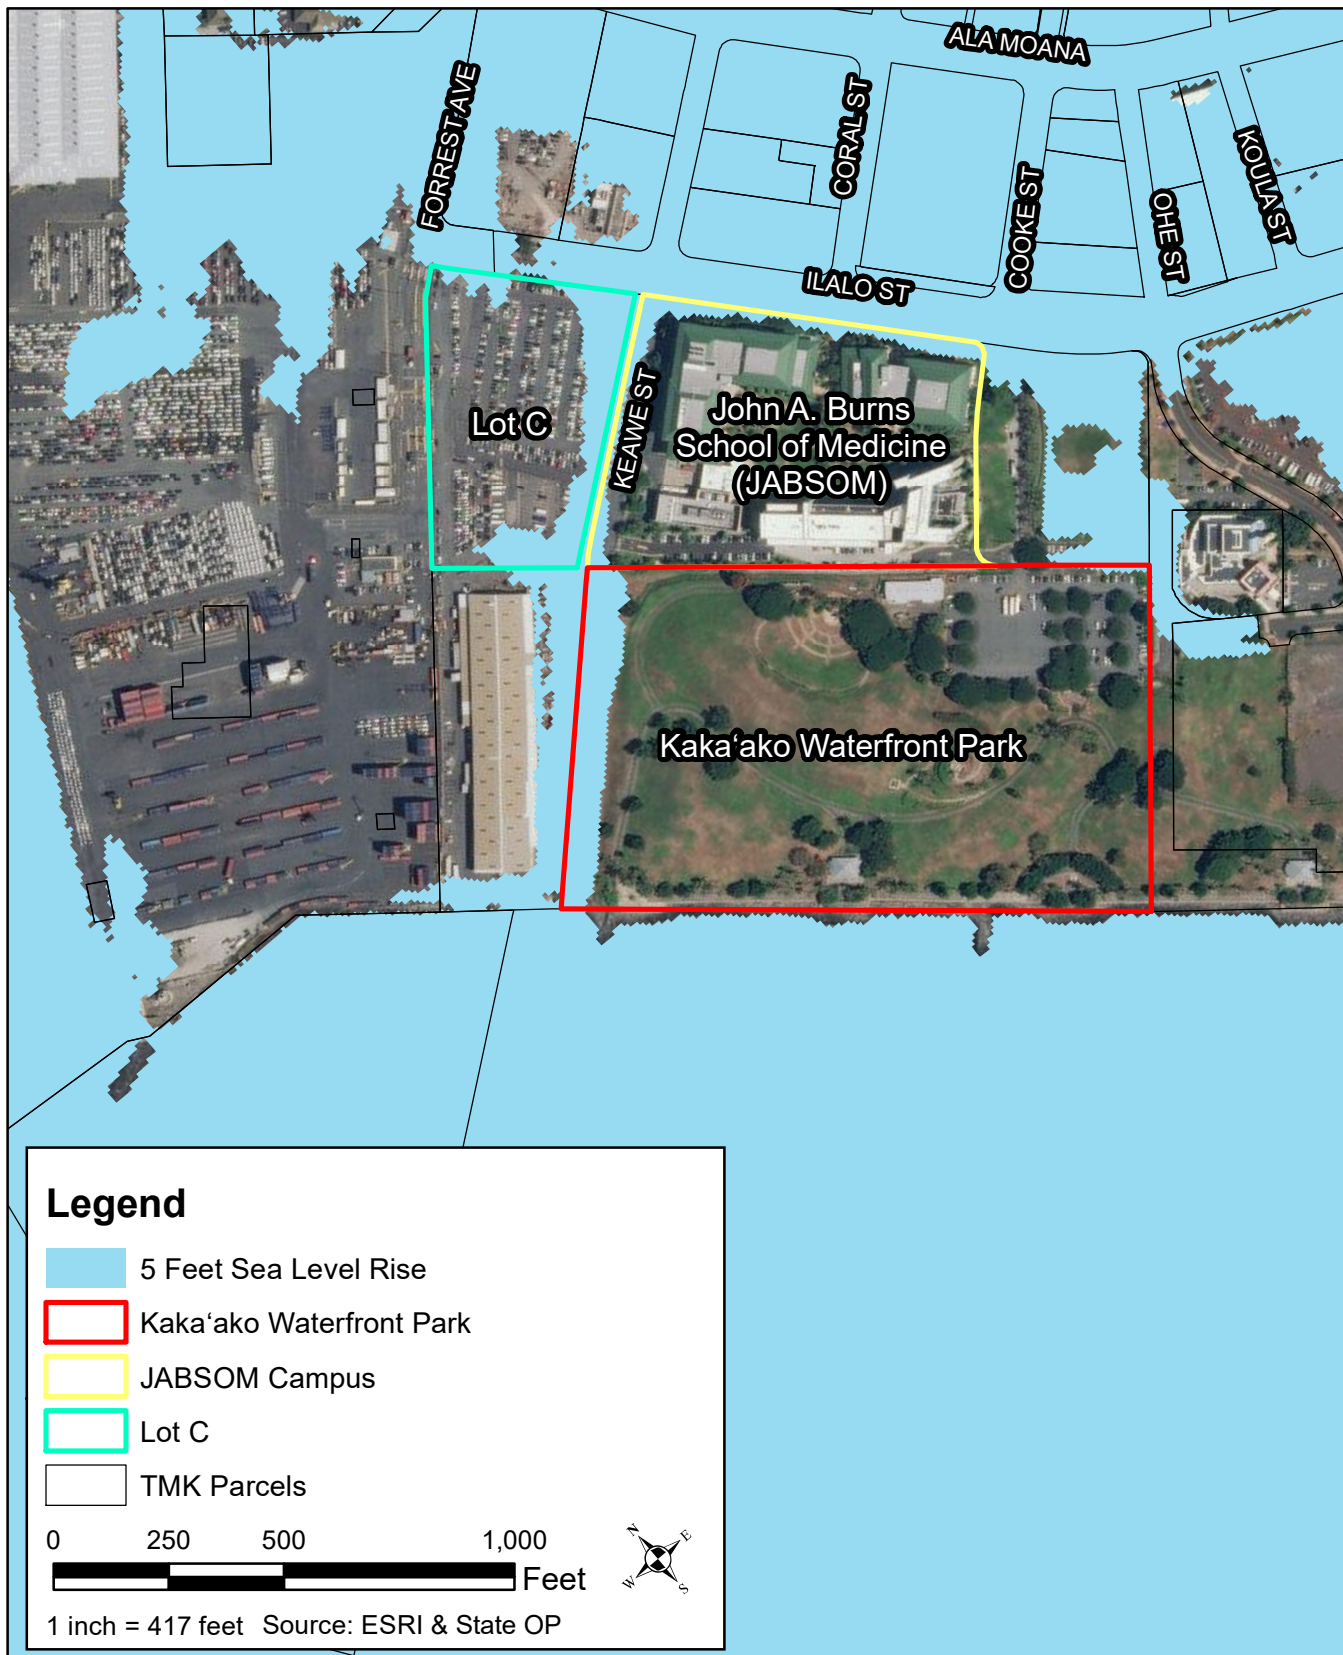 ALA MOANA
FORREST AVE
CORAL ST
COOKE ST
OHE ST
KOULA ST
ILALO ST
KEAWE ST
Lot C
John A. Burns
School of Medicine
(JABSOM)
Kaka‘ako Waterfront Park
Legend
5 Feet Sea Level Rise
Kaka‘ako Waterfront Park
JABSOM Campus
Lot C
TMK Parcels
0 250 500 1,000
Feet
N E
W S
1 inch = 417 feet Source: ESRI & State OP